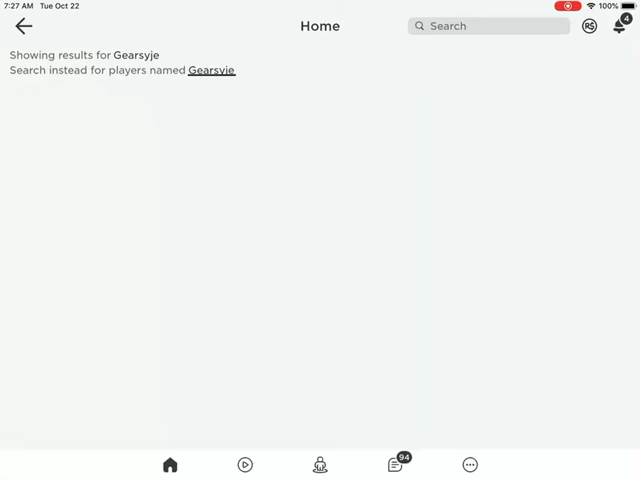 7:27 AM Tue Oct 22
100%
Home
Search
R$
4
Showing results for Gearsyje
Search instead for players named Gearsyje
94